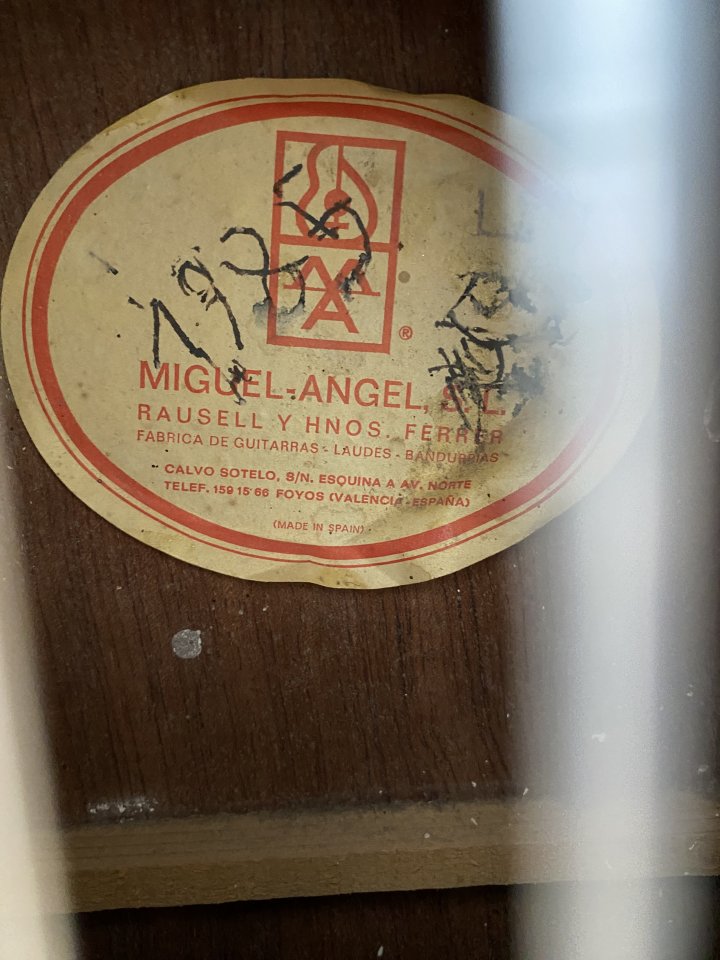 1985
®
MIGUEL-ANGEL, S.L.
RAUSELL Y HNOS. FERRER
FABRICA DE GUITARRAS - LAUDES - BANDURRIAS
CALVO SOTELO, S/N. ESQUINA A AV. NORTE
TELEF. 159 15 66 FOYOS (VALENCIA - ESPAÑA)
(MADE IN SPAIN)